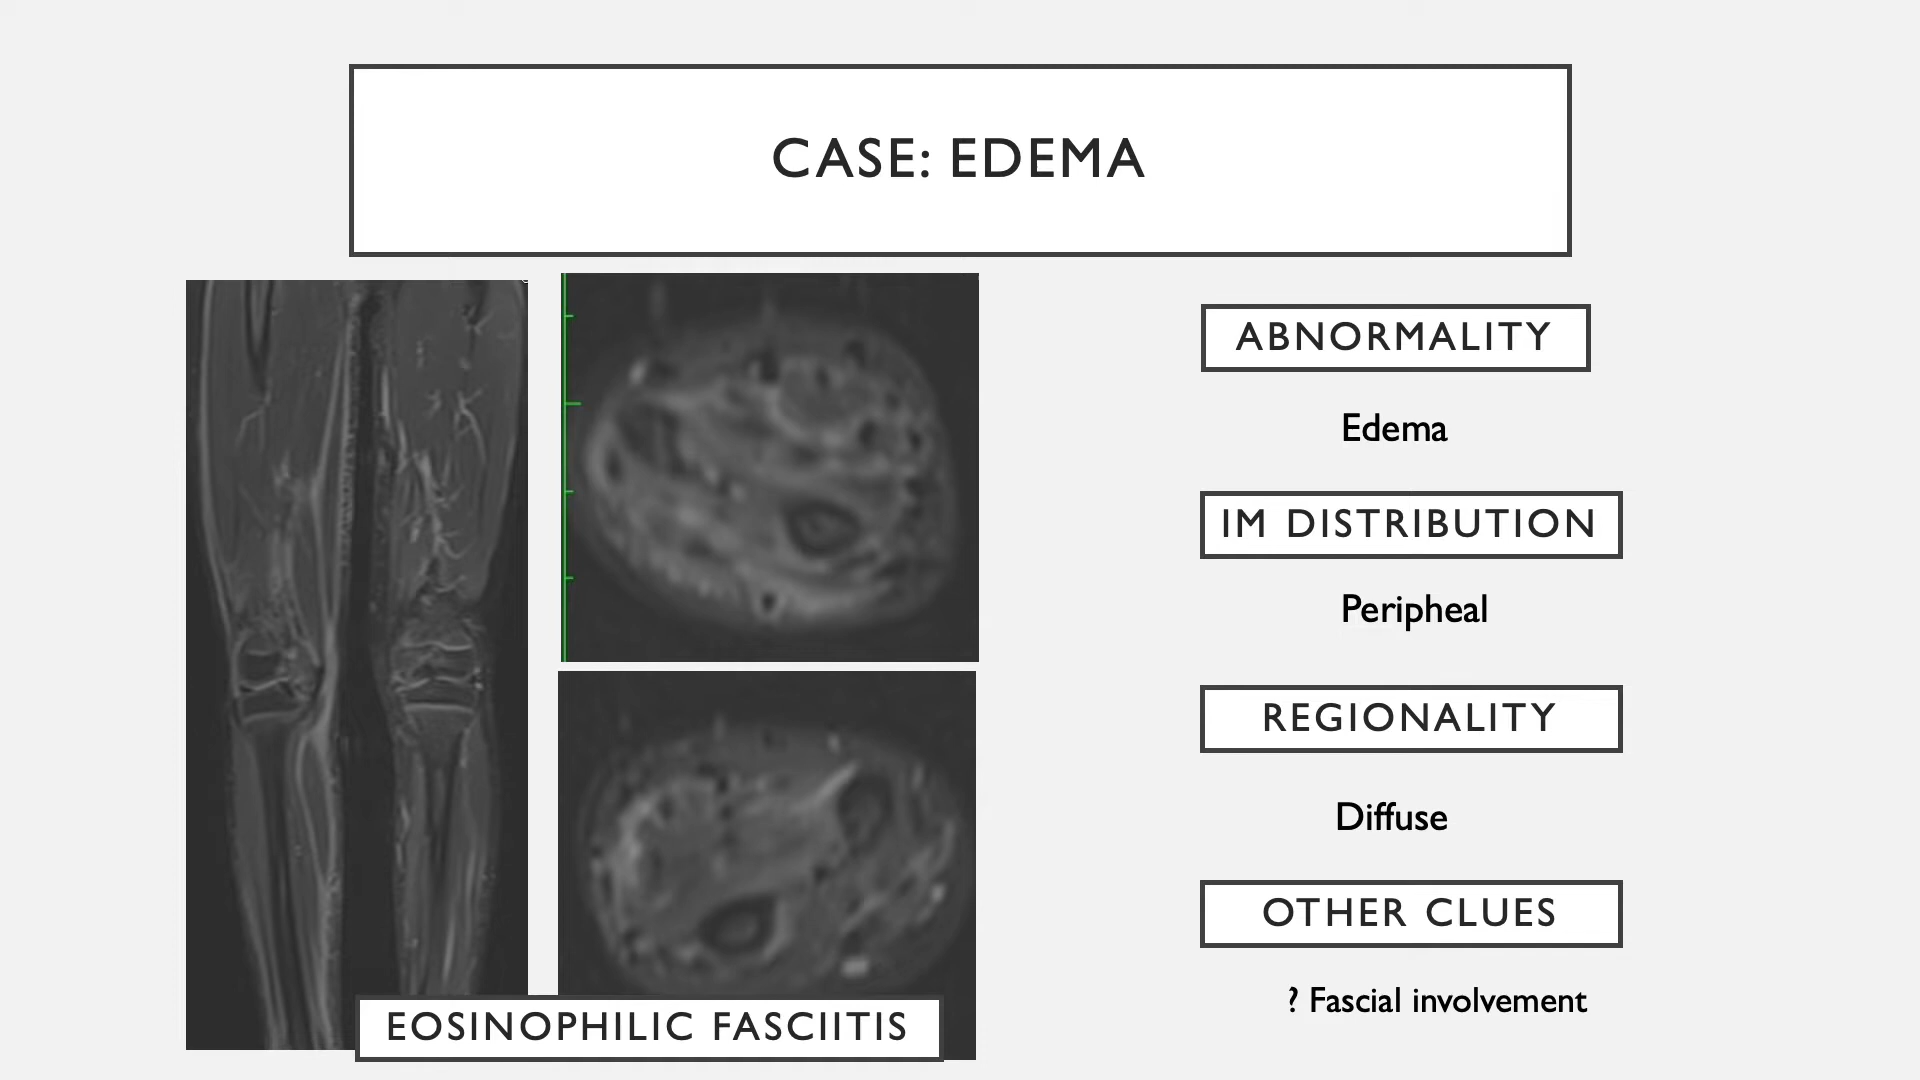 CASE: EDEMA
ABNORMALITY
Edema
IM DISTRIBUTION
Peripheal
REGIONALITY
Diffuse
OTHER CLUES
? Fascial involvement
EOSINOPHILIC FASCIITIS